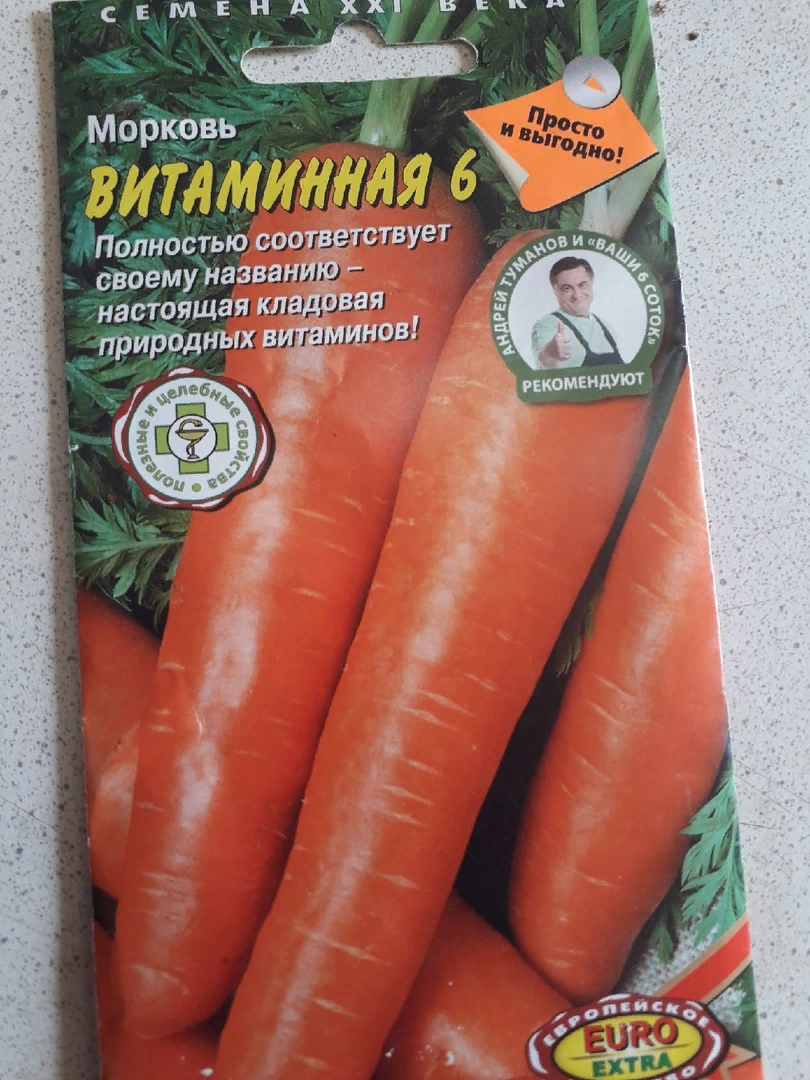 СЕМЕНА XXI ВЕКА
Просто
и выгодно!
Морковь
ВИТАМИННАЯ 6
Полностью соответствует
своему названию –
настоящая кладовая
природных витаминов!
АНДРЕЙ ТУМАНОВ И «ВАШИ 6 СОТОК»
РЕКОМЕНДУЮТ
полезные и целебные свойства
ЕВРОПЕЙСКОЕ
EURO
EXTRA